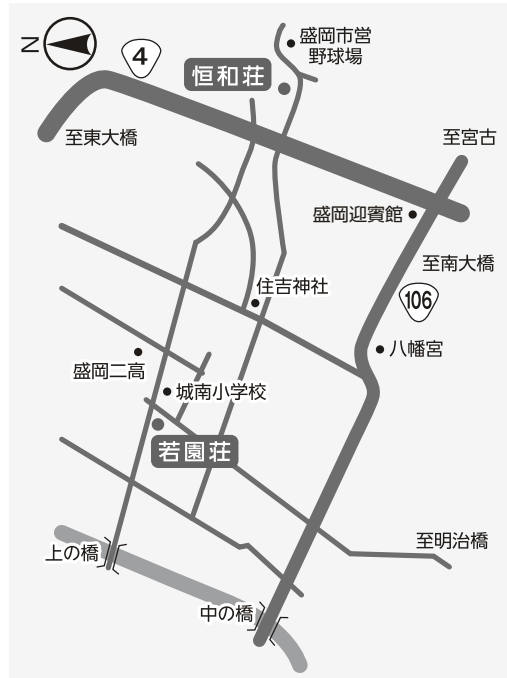 盛岡市営
野球場
N
4
恒和荘
至東大橋
至宮古
盛岡迎賓館
至南大橋
住吉神社
106
八幡宮
盛岡二高
城南小学校
若園荘
至明治橋
上の橋
中の橋